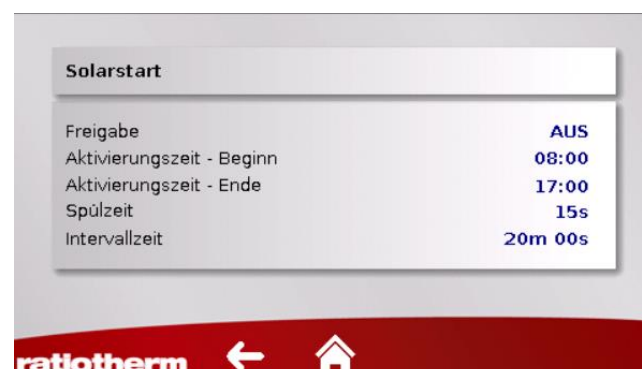 Solarstart
Freigabe AUS
Aktivierungszeit - Beginn 08:00
Aktivierungszeit - Ende 17:00
Spülzeit 15s
Intervallzeit 20m 00s
ratiotherm